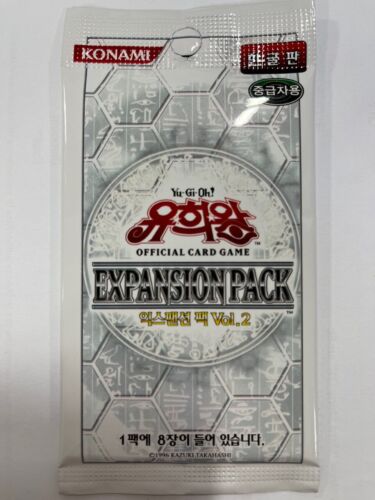 KONAMI
한글판
중급자용
Yu-Gi-Oh!
유희왕 ™
OFFICIAL CARD GAME
EXPANSION PACK ™
익스팬션 팩 Vol.2
1팩에 8장이 들어 있습니다.
©1996 KAZUKI TAKAHASHI